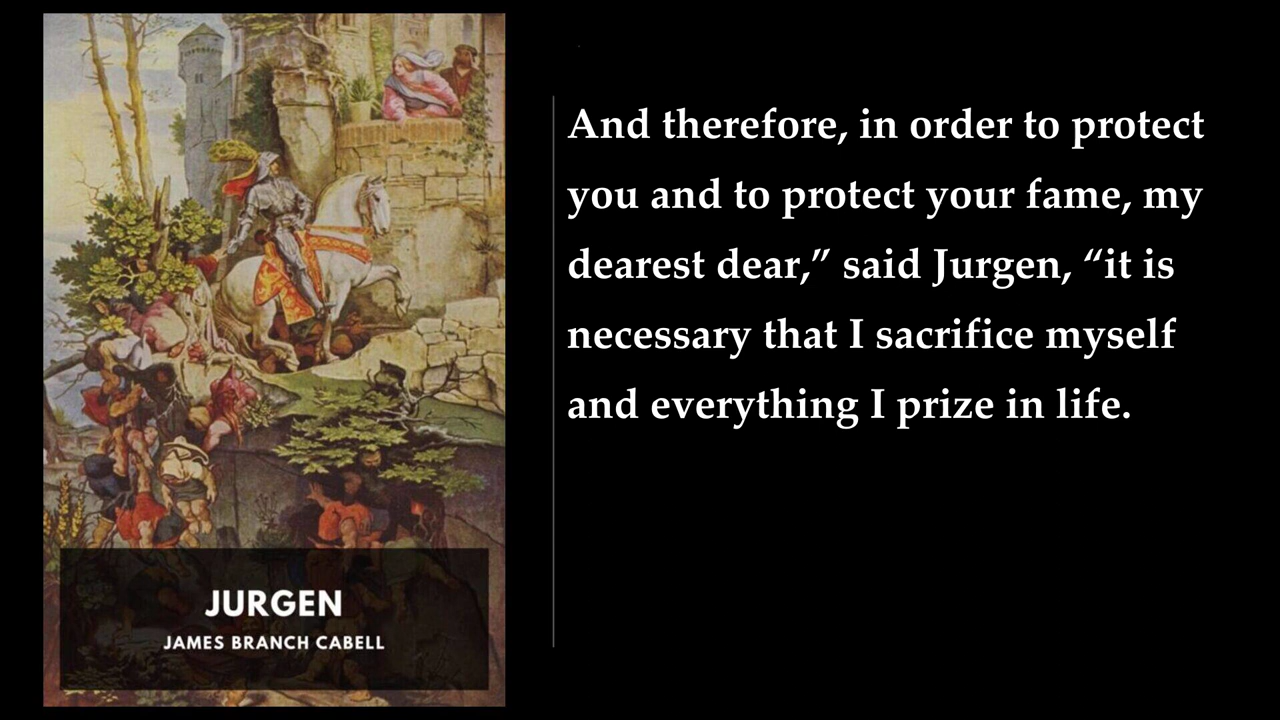 JURGEN
JAMES BRANCH CABELL
And therefore, in order to protect
you and to protect your fame, my
dearest dear,” said Jurgen, “it is
necessary that I sacrifice myself
and everything I prize in life.